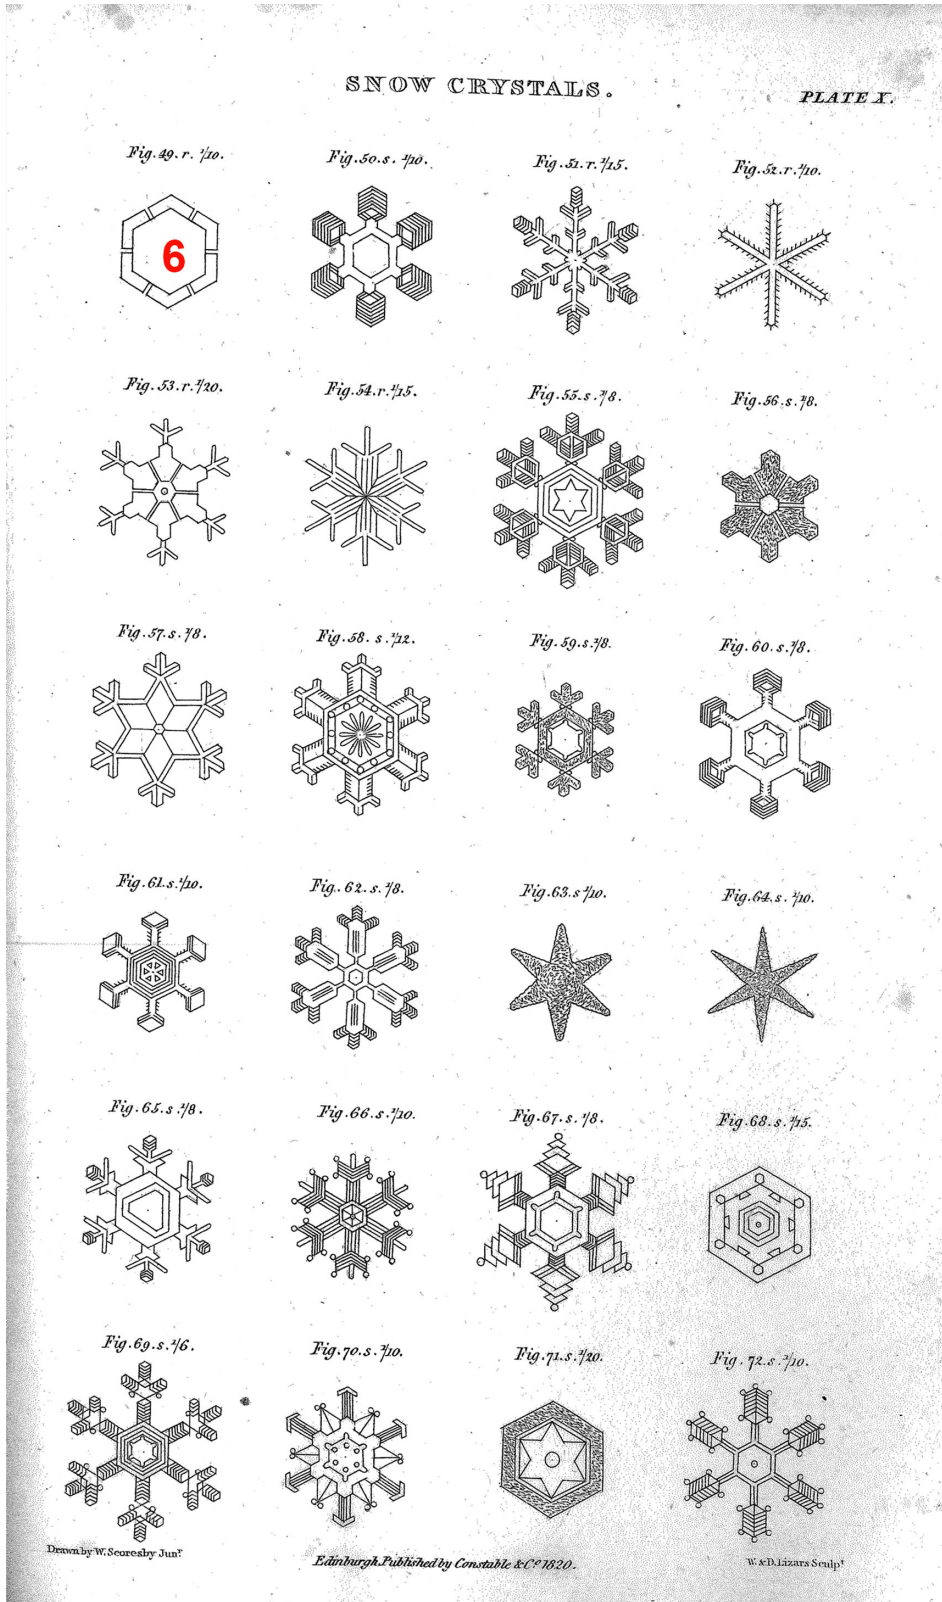 SNOW CRYSTALS.
PLATE X.
Fig. 49. r. 1/10.
Fig. 50. s. 1/10.
Fig. 51. r. 1/15.
Fig. 52. r. 1/10.
6
Fig. 53. r. 1/20.
Fig. 54. r. 1/15.
Fig. 55. s. 1/8.
Fig. 56. s. 1/8.
Fig. 57. s. 1/8.
Fig. 58. s. 1/12.
Fig. 59. s. 1/8.
Fig. 60. s. 1/8.
Fig. 61. s. 1/10.
Fig. 62. s. 1/8.
Fig. 63. s 1/10.
Fig. 64. s. 1/10.
Fig. 65. s. 1/8.
Fig. 66. s. 1/10.
Fig. 67. s. 1/8.
Fig. 68. s. 1/15.
Fig. 69. s. 1/6.
Fig. 70. s. 1/10.
Fig. 71. s. 1/20.
Fig. 72. s. 1/10.
Drawn by W. Scoresby Junr.
Edinburgh. Published by Constable & Co. 1820.
W. & D. Lizars Sculpt.